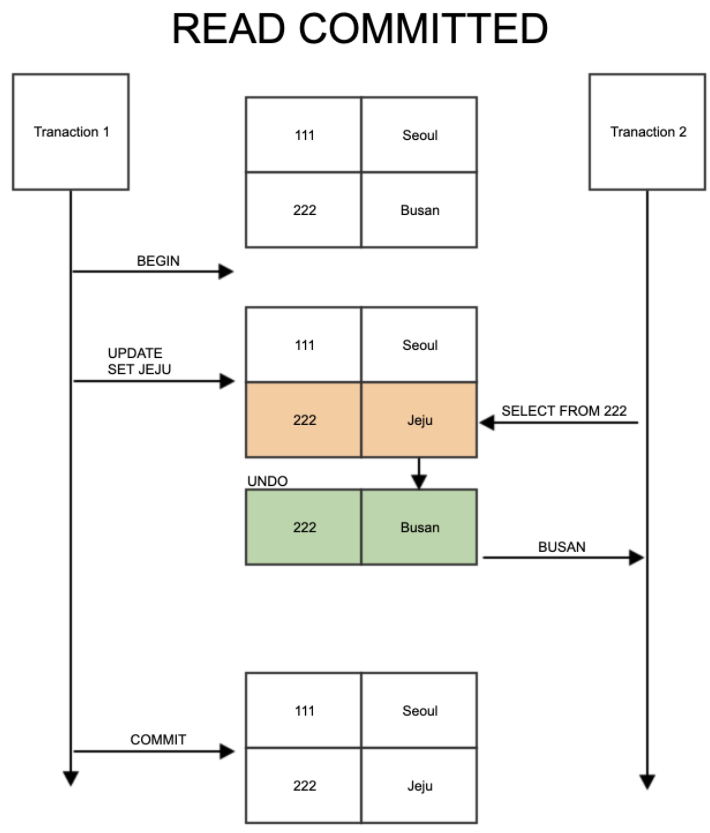 READ COMMITTED
Tranaction 1
Tranaction 2
111
Seoul
222
Busan
BEGIN
111
Seoul
UPDATE
SET JEJU
222
Jeju
SELECT FROM 222
UNDO
222
Busan
BUSAN
111
Seoul
COMMIT
222
Jeju